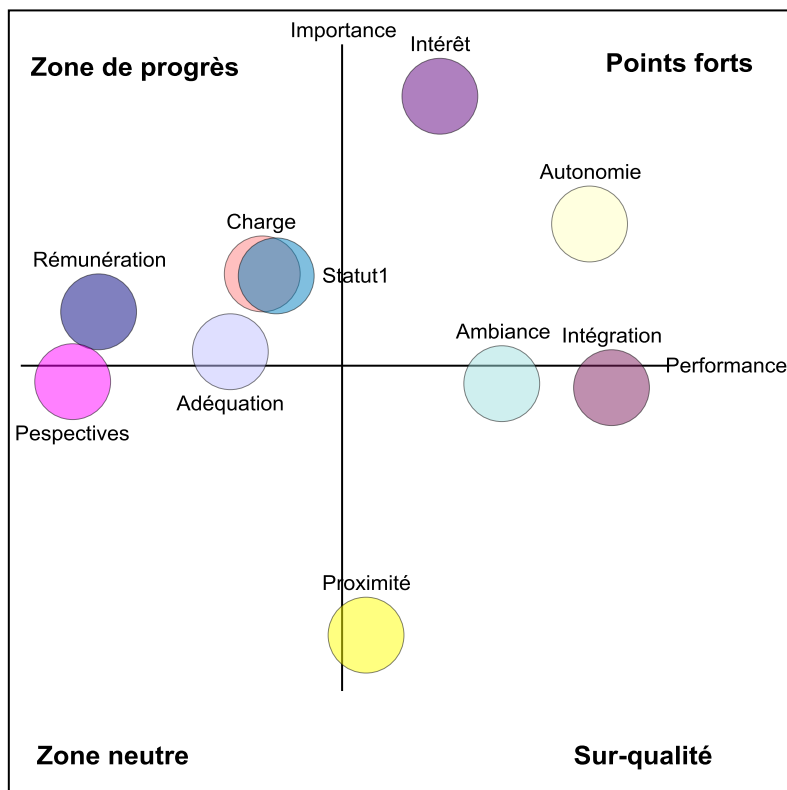 Importance
Intérêt
Zone de progrès
Points forts
Autonomie
Charge
Rémunération
Statut1
Ambiance
Intégration
Performance
Adéquation
Pespectives
Proximité
Zone neutre
Sur-qualité